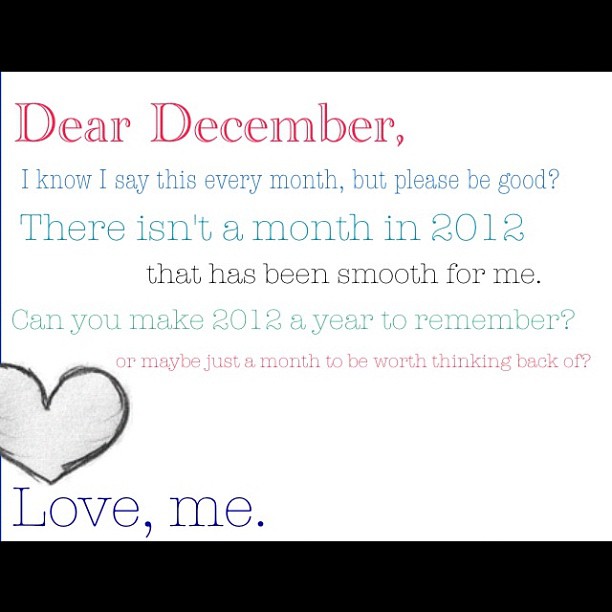 Dear December,
I know I say this every month, but please be good?
There isn't a month in 2012
that has been smooth for me.
Can you make 2012 a year to remember?
or maybe just a month to be worth thinking back of?
Love, me.